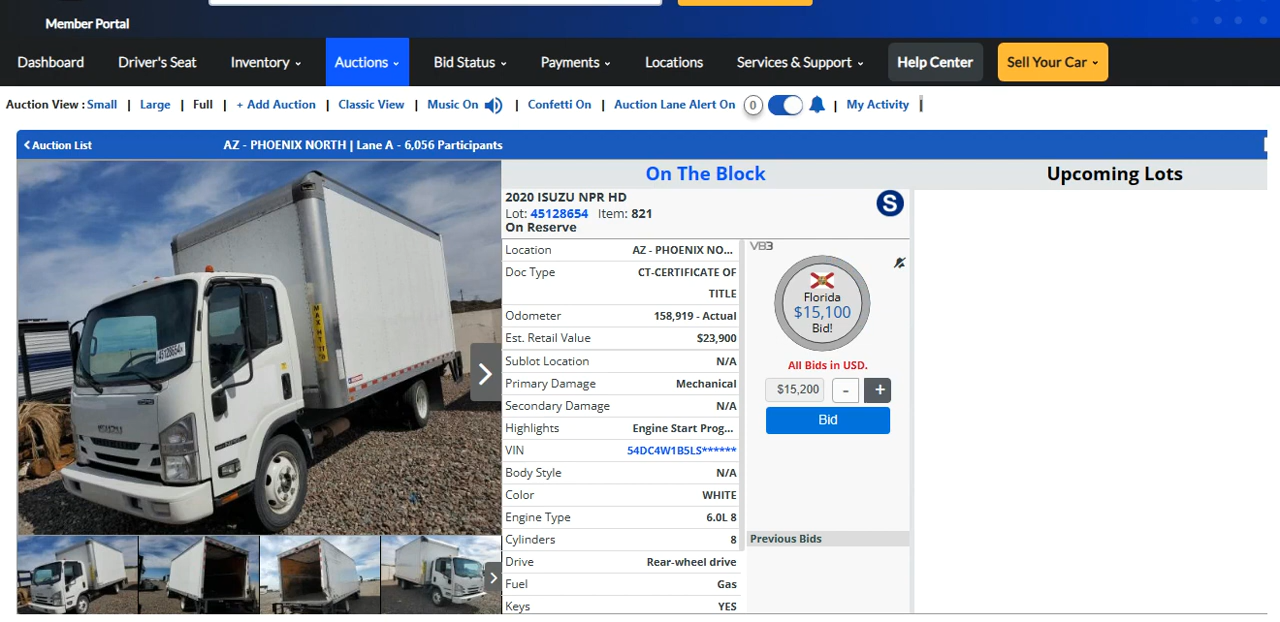 Member Portal
Dashboard Driver's Seat Inventory Auctions Bid Status Payments Locations Services & Support Help Center Sell Your Car
Auction View : Small | Large | Full | + Add Auction | Classic View | Music On | Confetti On | Auction Lane Alert On 0 | My Activity
Auction List AZ - PHOENIX NORTH | Lane A - 6,056 Participants
On The Block
Upcoming Lots
2020 ISUZU NPR HD
Lot: 45128654 Item: 821
On Reserve
S
Location AZ - PHOENIX NO...
Doc Type CT-CERTIFICATE OF
TITLE
Odometer 158,919 - Actual
Est. Retail Value $23,900
Sublot Location N/A
Primary Damage Mechanical
Secondary Damage N/A
Highlights Engine Start Prog...
VIN 54DC4W1B5LS******
Body Style N/A
Color WHITE
Engine Type 6.0L 8
Cylinders 8
Drive Rear-wheel drive
Fuel Gas
Keys YES
VB3
Florida
$15,100
Bid!
All Bids in USD.
$15,200 - +
Bid
Previous Bids
45128654
ISUZU